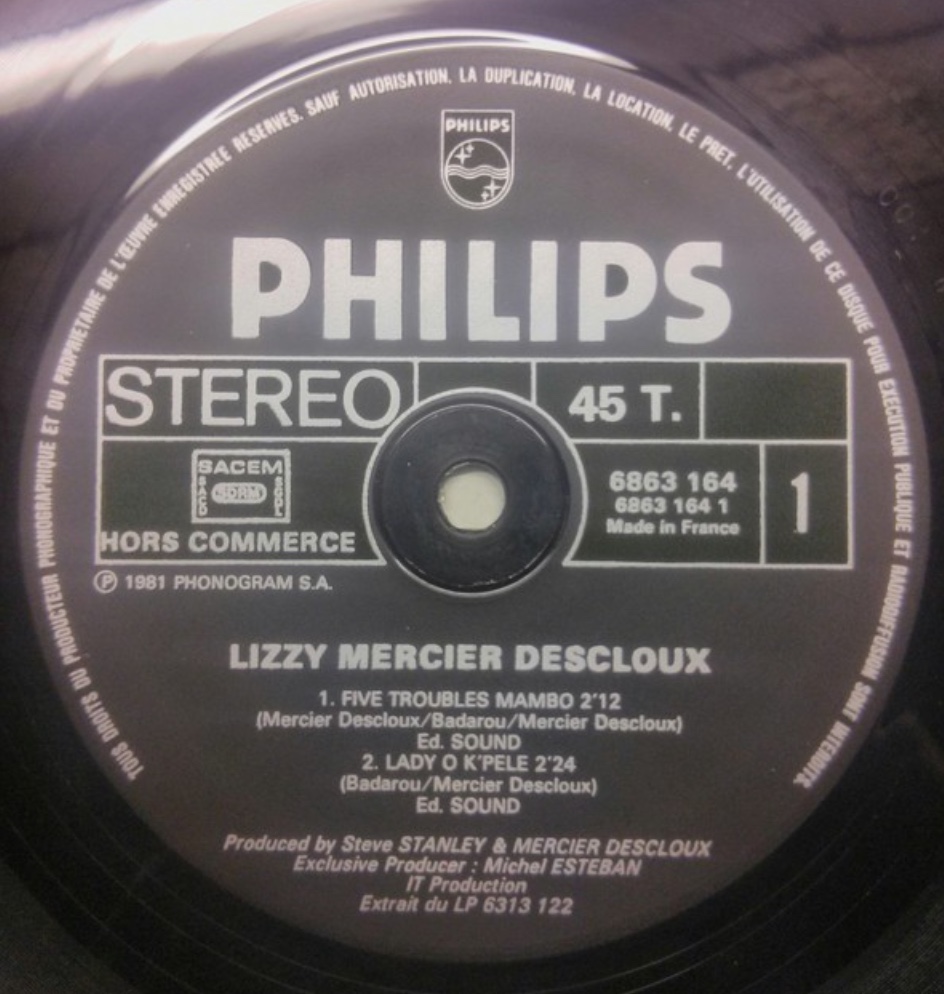 TOUS DROITS DU PRODUCTEUR PHONOGRAPHIQUE ET DU PROPRIETAIRE DE L'ŒUVRE ENREGISTREE RESERVES. SAUF AUTORISATION, LA DUPLICATION, LA LOCATION, LE PRET, L'UTILISATION DE CE DISQUE POUR EXECUTION PUBLIQUE ET RADIODIFFUSION SONT INTERDITS.
PHILIPS
PHILIPS
STEREO
45 T.
SACEM
SACD
SDRM
SGDL
HORS COMMERCE
6863 164
6863 164 1
Made in France
1
Ⓟ 1981 PHONOGRAM S.A.
LIZZY MERCIER DESCLOUX
1. FIVE TROUBLES MAMBO 2'12
(Mercier Descloux/Badarou/Mercier Descloux)
Ed. SOUND
2. LADY O K'PELE 2'24
(Badarou/Mercier Descloux)
Ed. SOUND
Produced by Steve STANLEY & MERCIER DESCLOUX
Exclusive Producer : Michel ESTEBAN
IT Production
Extrait du LP 6313 122